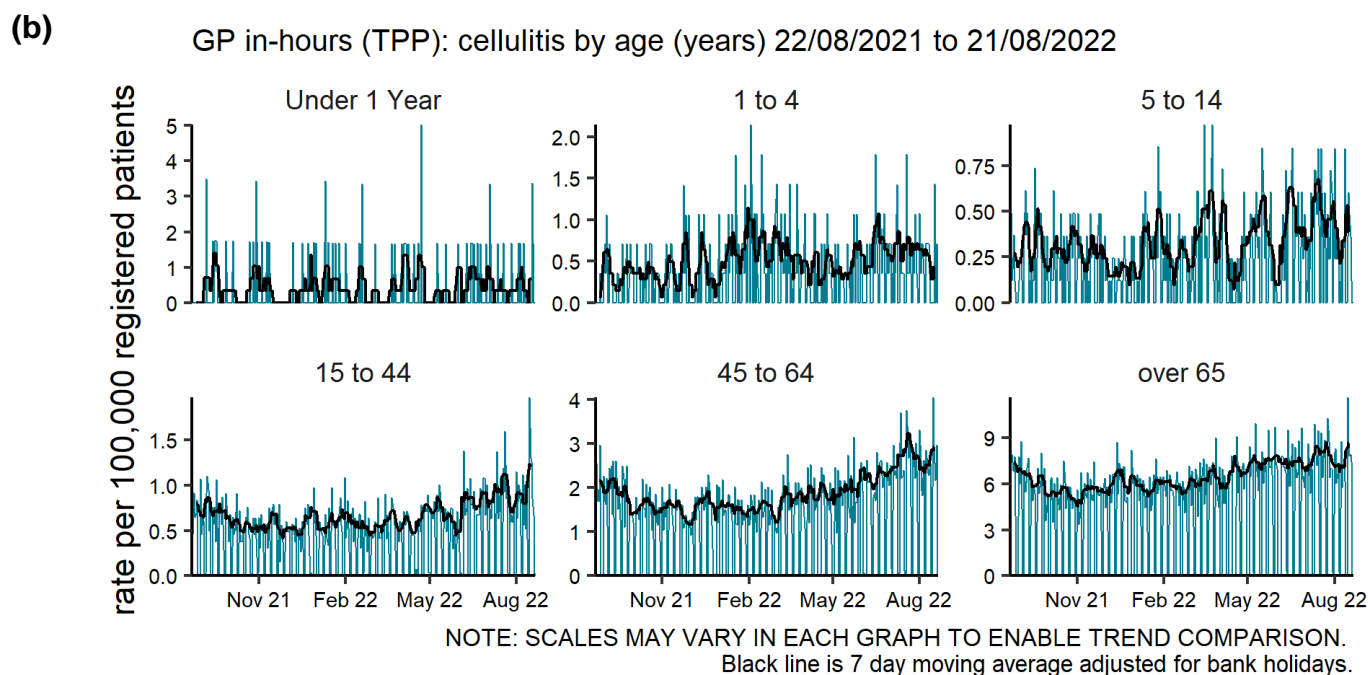 (b)
GP in-hours (TPP): cellulitis by age (years) 22/08/2021 to 21/08/2022
rate per 100,000 registered patients
Under 1 Year
5
4
3
2
1
0
1 to 4
2.0
1.5
1.0
0.5
0.0
5 to 14
0.75
0.50
0.25
0.00
15 to 44
1.5
1.0
0.5
0.0
Nov 21 Feb 22 May 22 Aug 22
45 to 64
4
3
2
1
0
Nov 21 Feb 22 May 22 Aug 22
over 65
9
6
3
0
Nov 21 Feb 22 May 22 Aug 22
NOTE: SCALES MAY VARY IN EACH GRAPH TO ENABLE TREND COMPARISON.
Black line is 7 day moving average adjusted for bank holidays.